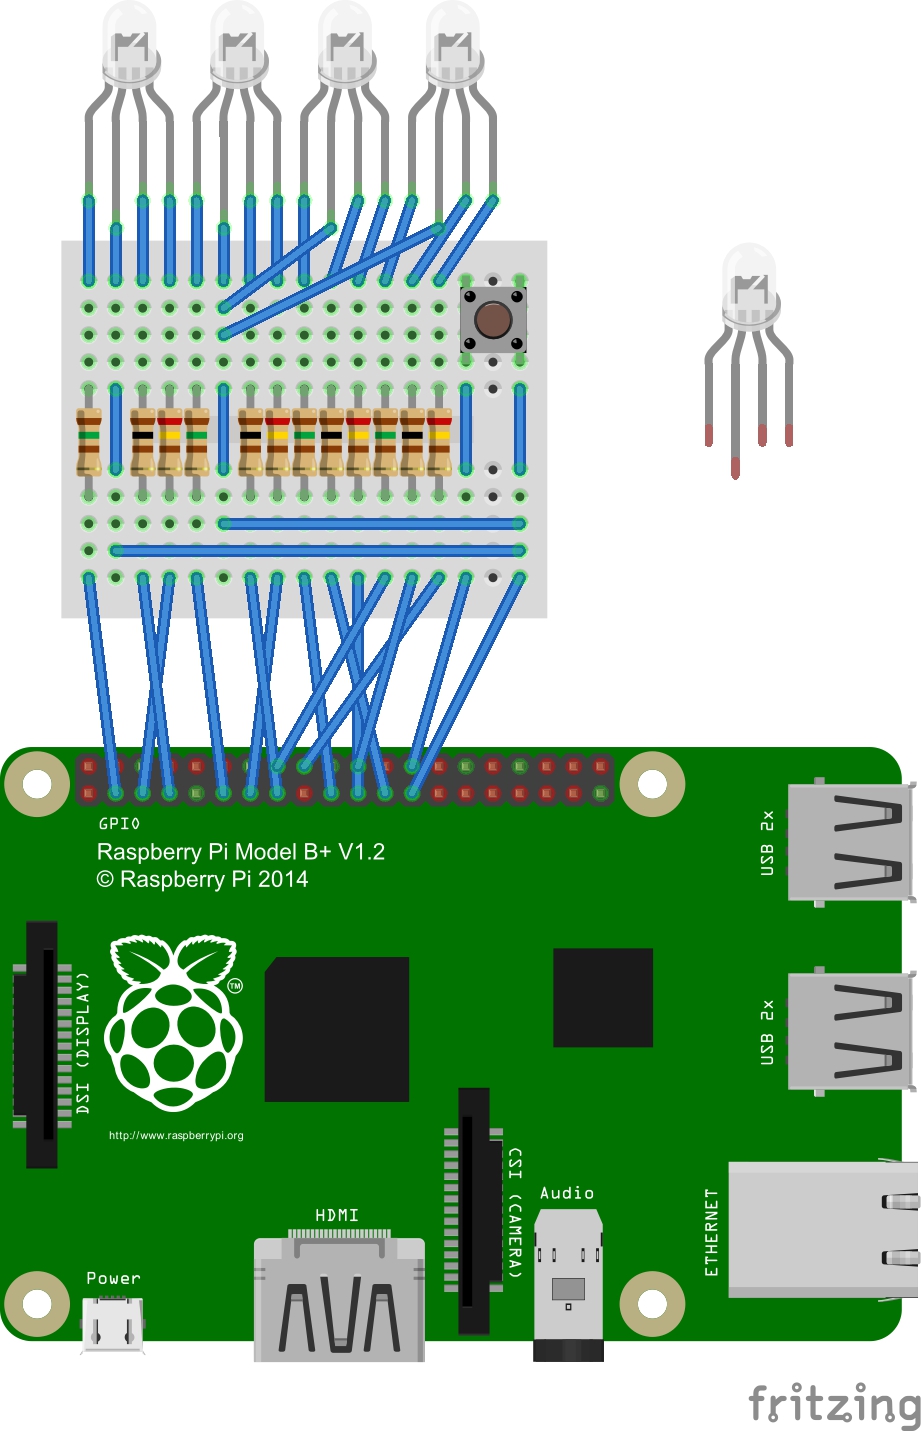 GPIO
Raspberry Pi Model B+ V1.2
© Raspberry Pi 2014
USB 2x
DSI (DISPLAY)
TM
USB 2x
http://www.raspberrypi.org
CSI (CAMERA)
Audio
ETHERNET
HDMI
Power
fritzing